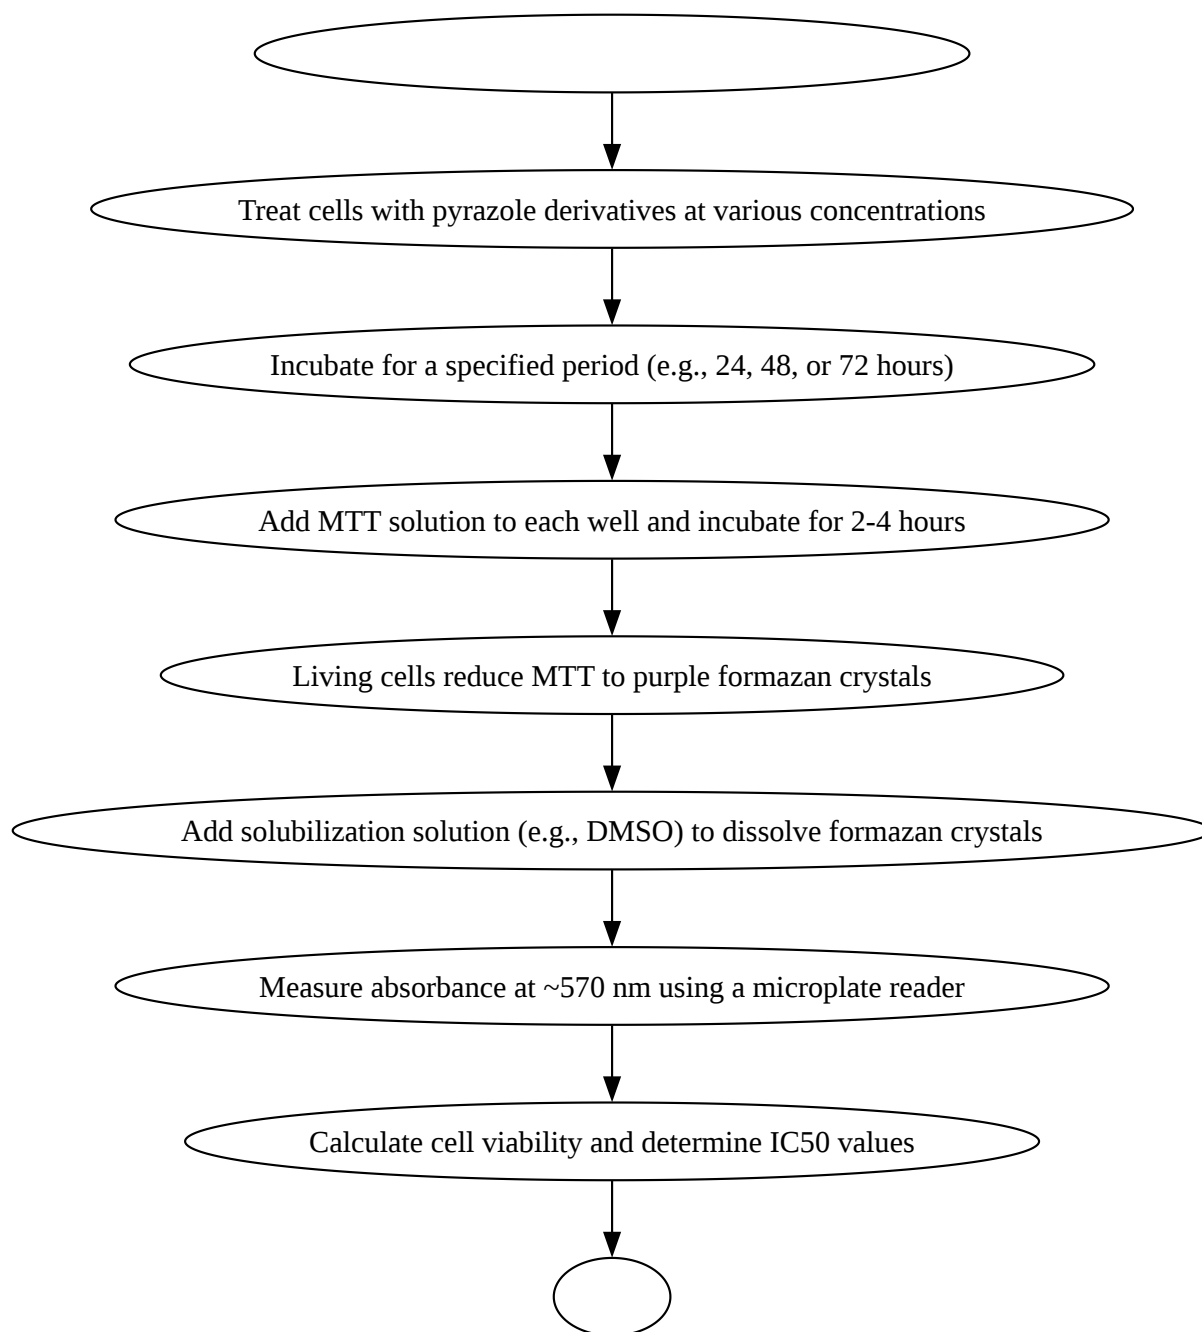 Treat cells with pyrazole derivatives at various concentrations
Incubate for a specified period (e.g., 24, 48, or 72 hours)
Add MTT solution to each well and incubate for 2-4 hours
Living cells reduce MTT to purple formazan crystals
Add solubilization solution (e.g., DMSO) to dissolve formazan crystals
Measure absorbance at ~570 nm using a microplate reader
Calculate cell viability and determine IC50 values